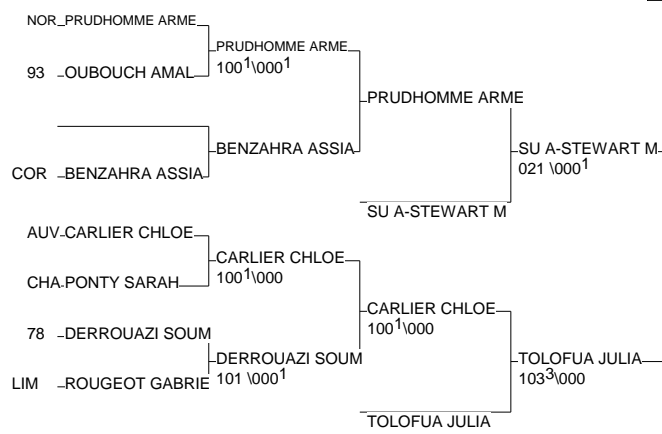 NOR PRUDHOMME ARME
PRUDHOMME ARME
100¹\000¹
93 OUBOUCH AMAL
PRUDHOMME ARME
BENZAHRA ASSIA
SU A-STEWART M
021 \000¹
COR BENZAHRA ASSIA
SU A-STEWART M
AUV CARLIER CHLOE
CARLIER CHLOE
100¹\000
CHA PONTY SARAH
CARLIER CHLOE
100¹\000
78 DERROUAZI SOUM
DERROUAZI SOUM
101 \000¹
TOLOFUA JULIA
103³\000
LIM ROUGEOT GABRIE
TOLOFUA JULIA